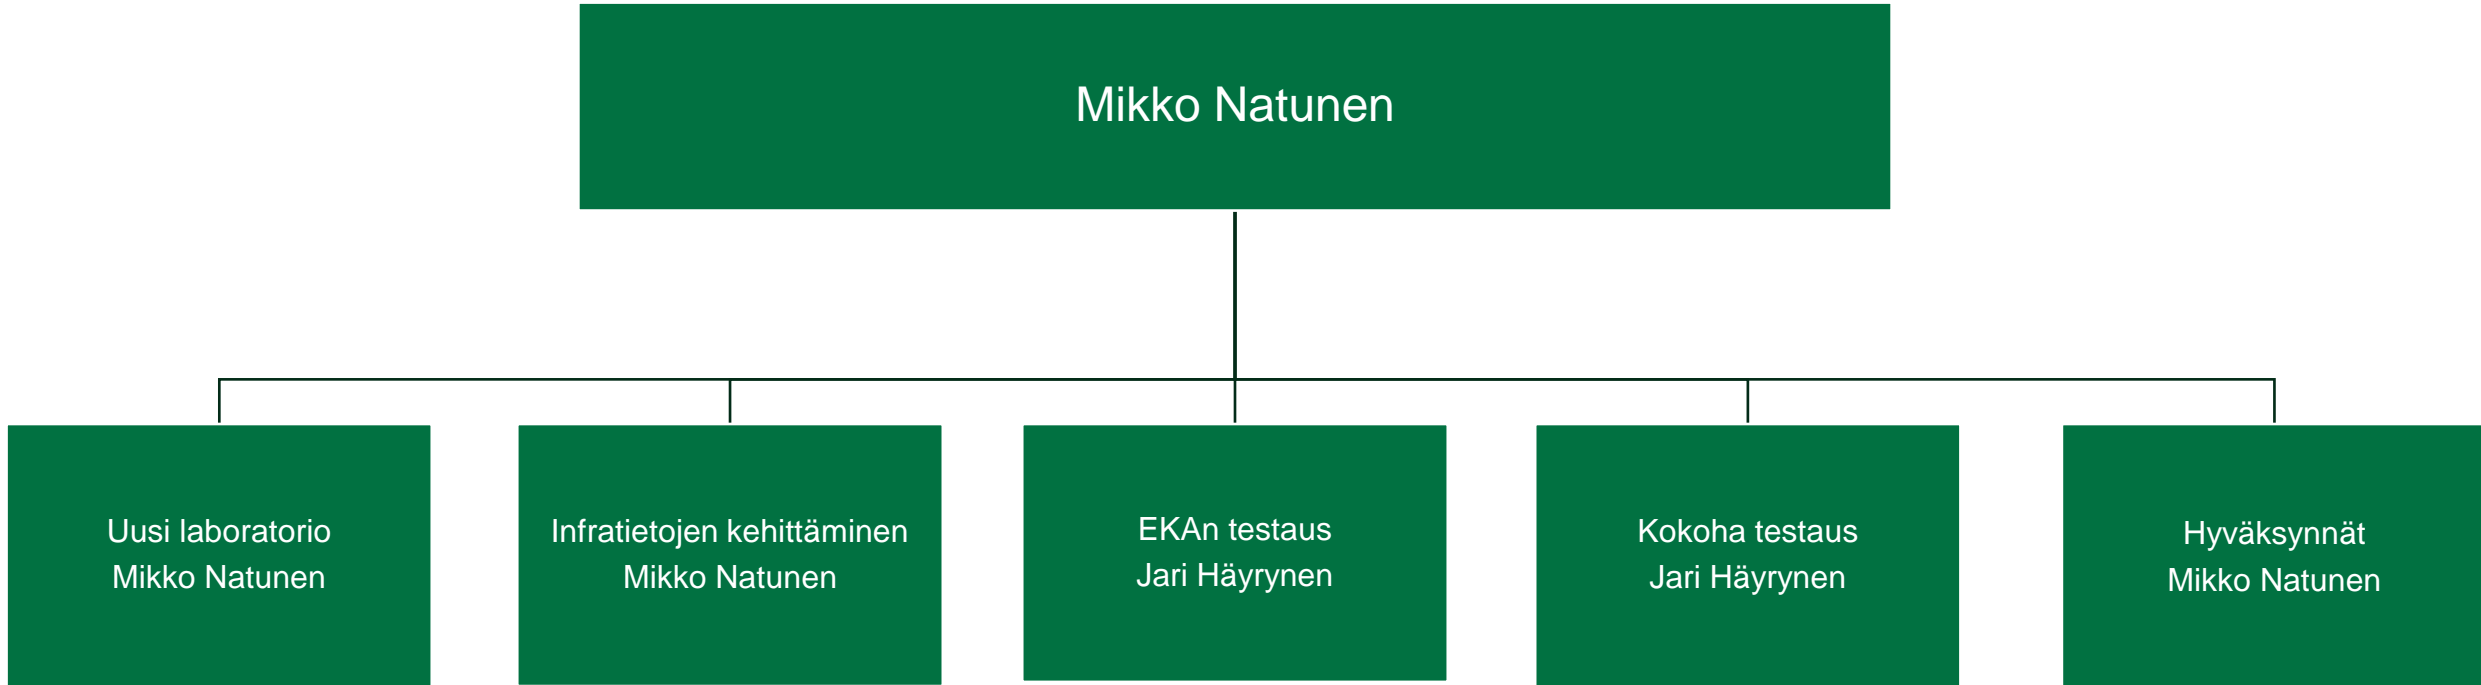 Mikko Natunen
Uusi laboratorio
Mikko Natunen
Infratietojen kehittäminen
Mikko Natunen
EKAn testaus
Jari Häyrynen
Kokoha testaus
Jari Häyrynen
Hyväksynnät
Mikko Natunen